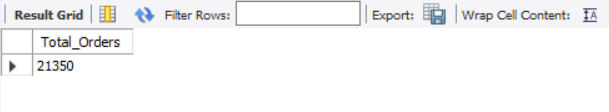 Result Grid Filter Rows: Export: Wrap Cell Content:
Total_Orders
21350